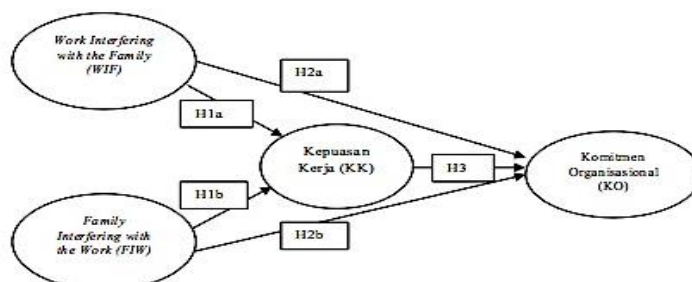 Work Interfering
with the Family
(WIF)
H2a
H1a
Kepuasan
Kerja (KK)
H3
Komitmen
Organisasional
(KO)
H1b
Family
Interfering with
the Work (FIW)
H2b